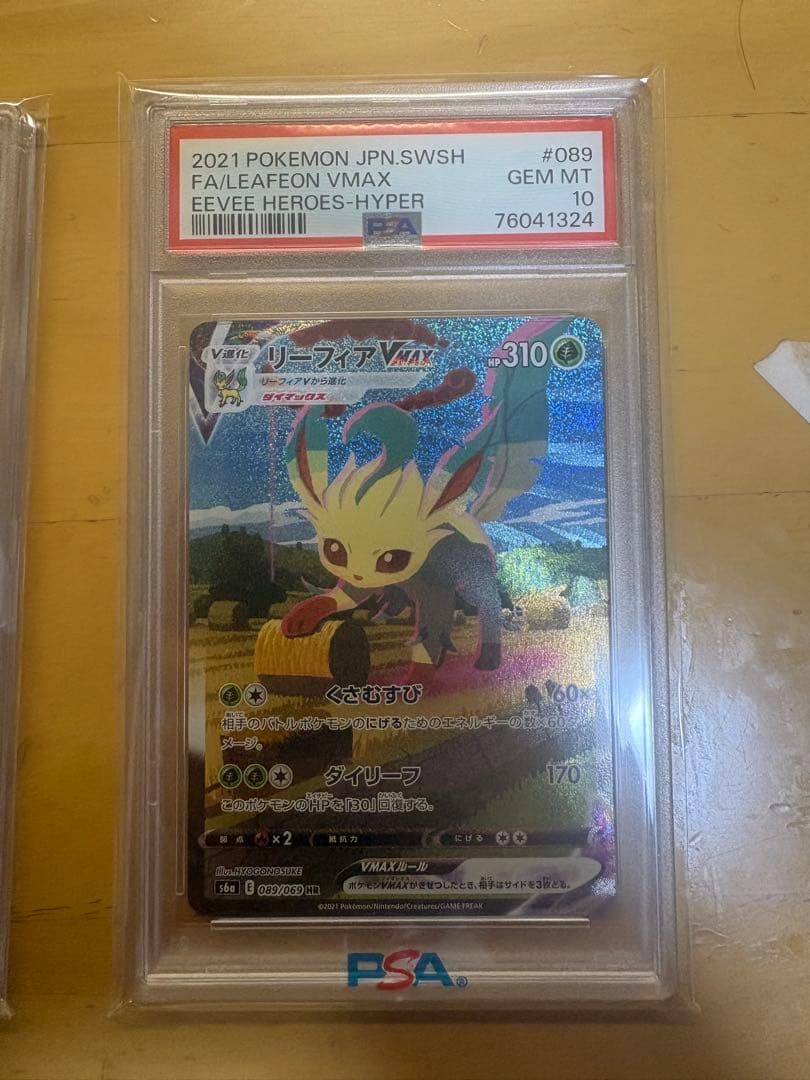 2021 POKEMON JPN.SWSH #089
FA/LEAFEON VMAX GEM MT
EEVEE HEROES-HYPER 10
PSA 76041324
V進化 リーフィア VMAX HP310
リーフィアVから進化
ダイマックス
くさむすび 60×
相手のバトルポケモンのにげるためのエネルギーの数×60
メージ。
ダイリーフ 170
このポケモンのHPを「30」回復する。
弱点 ×2 抵抗力 にげる
Illus.HYOGONOSUKE
VMAXルール
s6a E 089/069 HR
ポケモンVMAXがきぜつしたとき、相手はサイドを3枚とる。
©2021 Pokémon/Nintendo/Creatures/GAME FREAK
PSA®